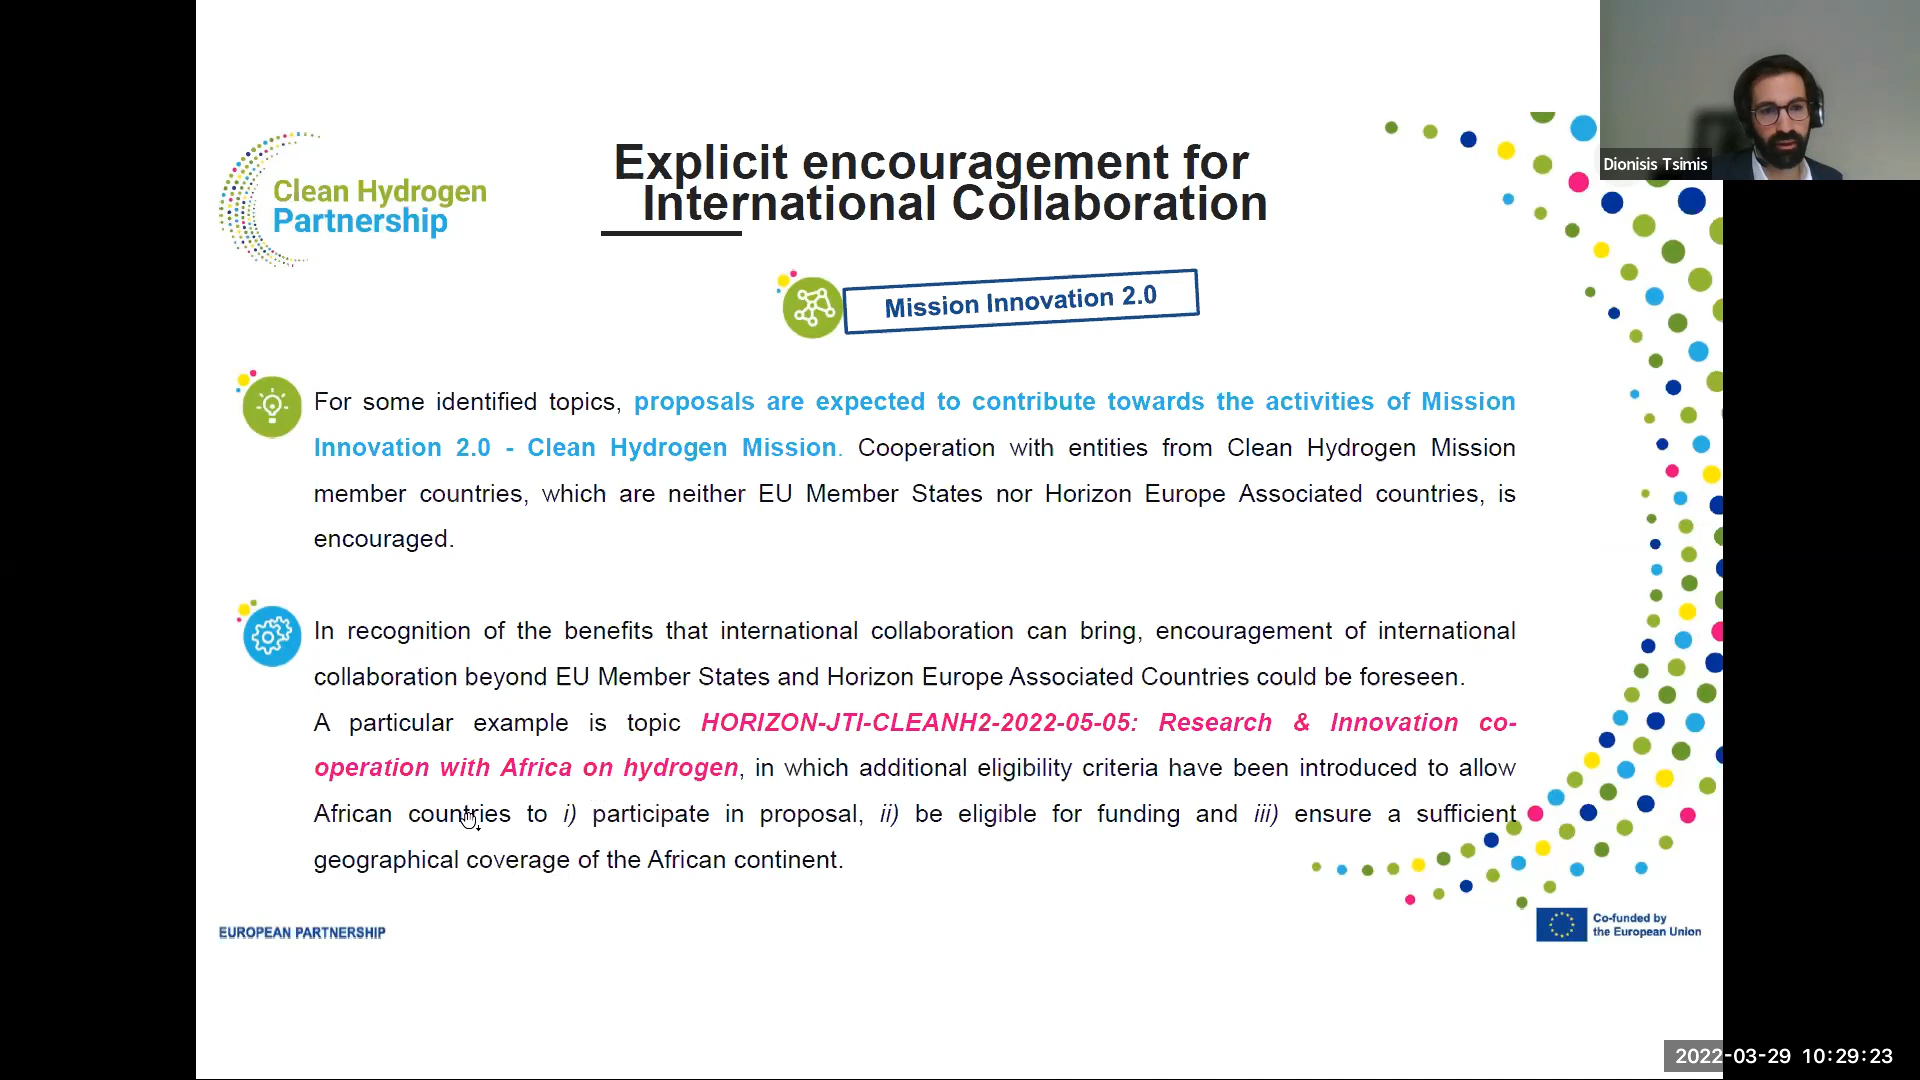 Dionisis Tsimis
Clean Hydrogen
Partnership
Explicit encouragement for
International Collaboration
Mission Innovation 2.0
For some identified topics, proposals are expected to contribute towards the activities of Mission
Innovation 2.0 - Clean Hydrogen Mission. Cooperation with entities from Clean Hydrogen Mission
member countries, which are neither EU Member States nor Horizon Europe Associated countries, is
encouraged.
In recognition of the benefits that international collaboration can bring, encouragement of international
collaboration beyond EU Member States and Horizon Europe Associated Countries could be foreseen.
A particular example is topic HORIZON-JTI-CLEANH2-2022-05-05: Research & Innovation co-
operation with Africa on hydrogen, in which additional eligibility criteria have been introduced to allow
African countries to i) participate in proposal, ii) be eligible for funding and iii) ensure a sufficient
geographical coverage of the African continent.
EUROPEAN PARTNERSHIP
Co-funded by
the European Union
2022-03-29 10:29:23